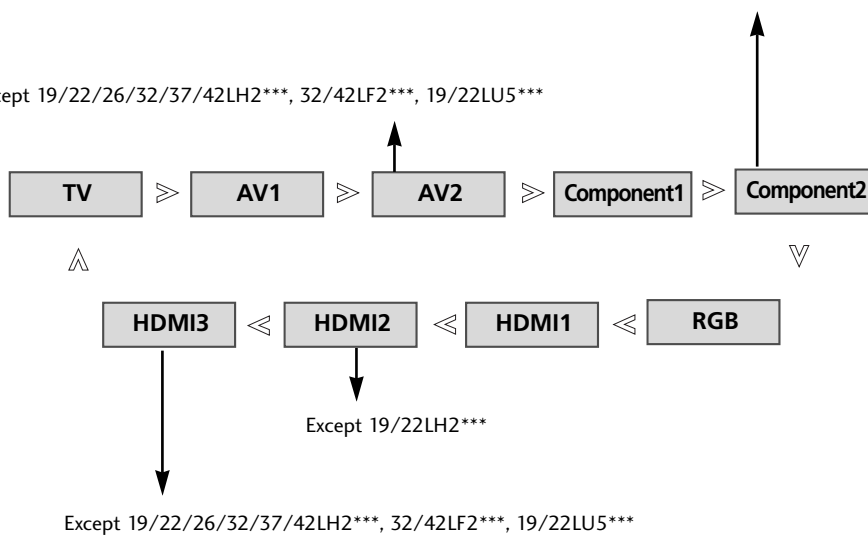 19/22/26/32/37/42LH2***, 32/42LF2***, 19/22LU5***
TV
AV1
AV2
Component1
Component2
HDMI3
HDMI2
HDMI1
RGB
Except 19/22LH2***
Except 19/22/26/32/37/42LH2***, 32/42LF2***, 19/22LU5***